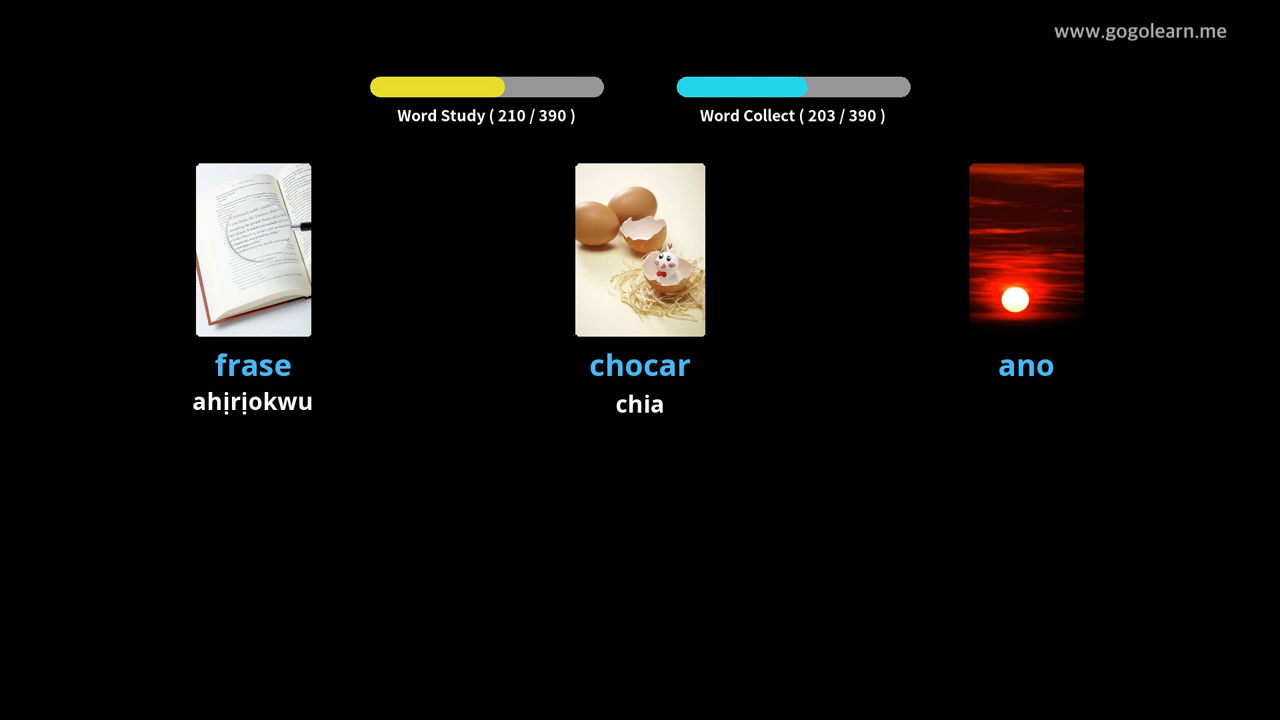 www.gogolearn.me
Word Study ( 210 / 390 )
Word Collect ( 203 / 390 )
frase
ahịrịokwu
chocar
chia
ano